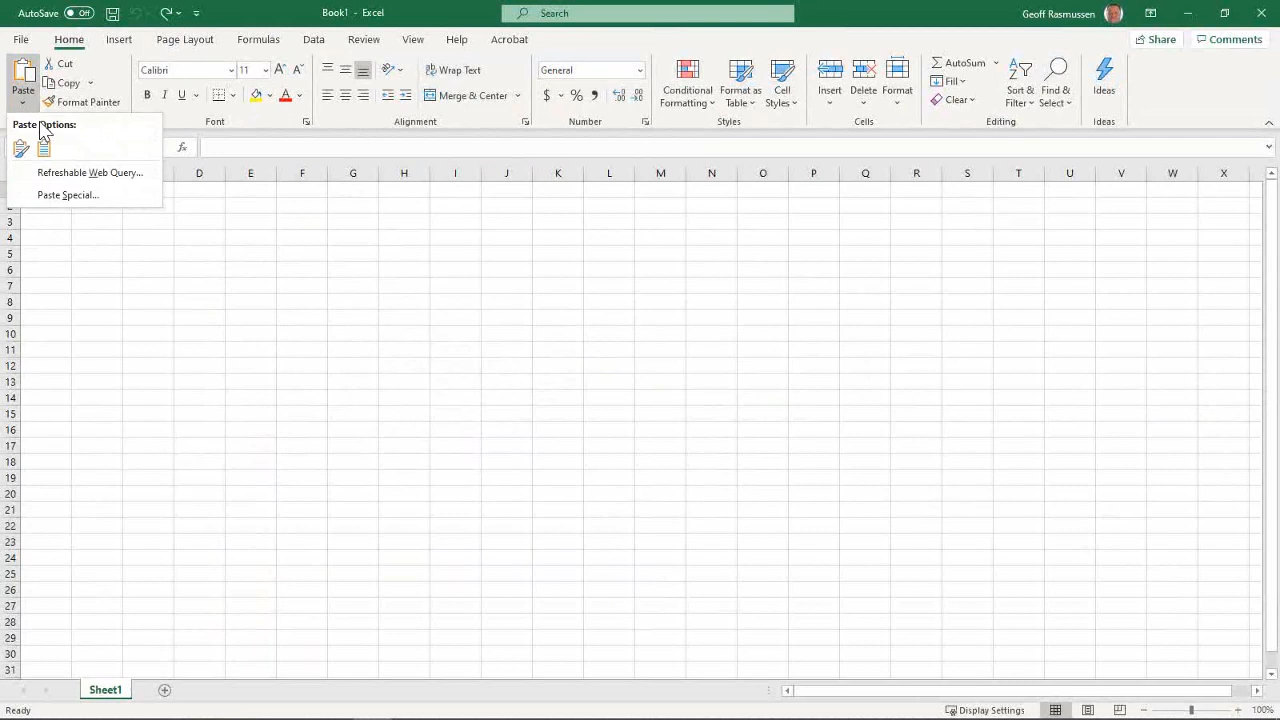 AutoSave Off Book1 - Excel Search Geoff Rasmussen
File Home Insert Page Layout Formulas Data Review View Help Acrobat Share Comments
Paste Cut Copy Format Painter
Calibri 11
B I U
Wrap Text
Merge & Center
General
$ % ,
Conditional Formatting Format as Table Cell Styles
Insert Delete Format
AutoSum
Fill
Clear
Sort & Filter Find & Select
Ideas
Font Alignment Number Styles Cells Editing Ideas
Paste Options:
Refreshable Web Query...
Paste Special...
fx
D E F G H I J K L M N O P Q R S T U V W X
3
4
5
6
7
8
9
10
11
12
13
14
15
16
17
18
19
20
21
22
23
24
25
26
27
28
29
30
31
Sheet1
Ready Display Settings 100%